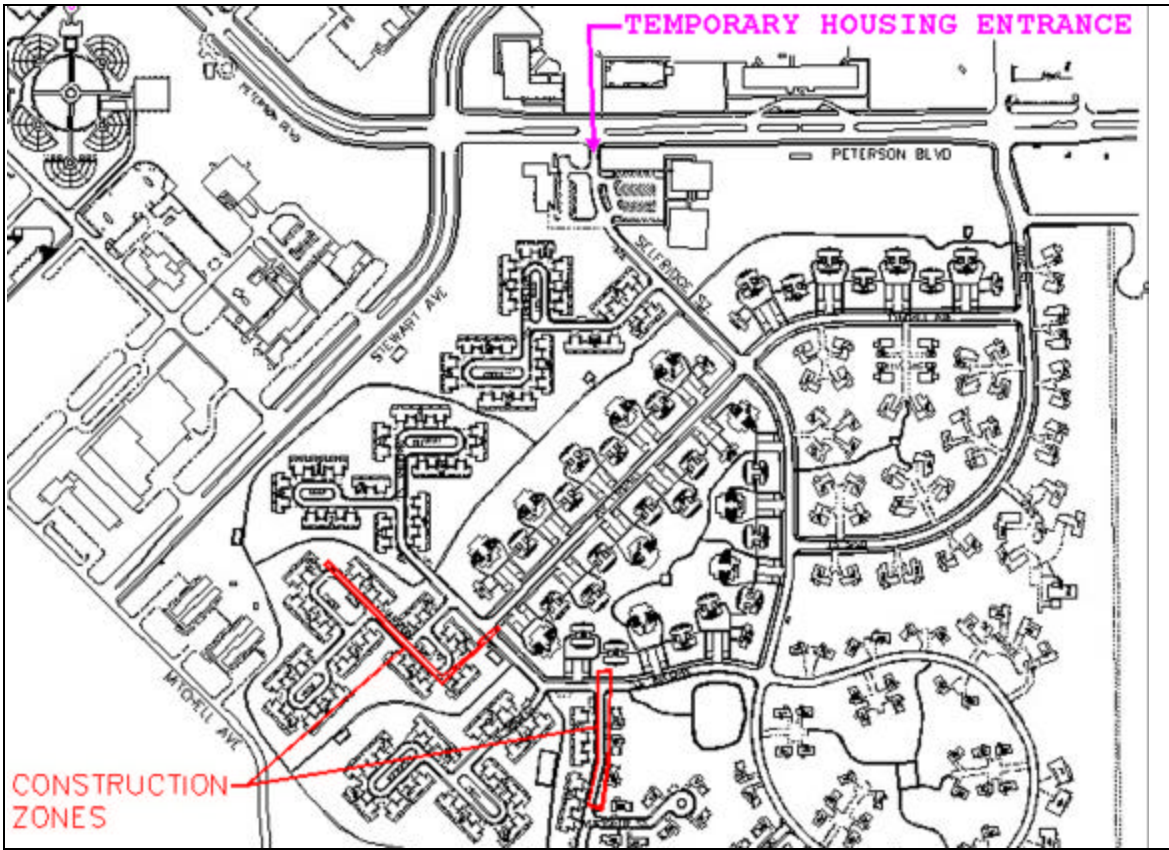 TEMPORARY HOUSING ENTRANCE
PETERSON BLVD
PETERSON BLVD
SELFRIDGE ST
STEWART AVE
MITCHELL AVE
CONSTRUCTION
ZONES